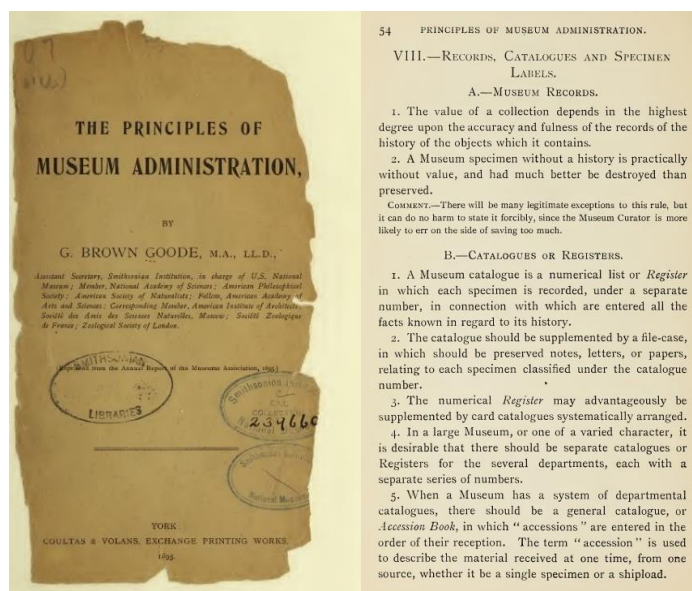 THE PRINCIPLES OF
MUSEUM ADMINISTRATION,
BY
G. BROWN GOODE, M.A., LL.D.,
Assistant Secretary, Smithsonian Institution, in charge of U.S. National
Museum; Member, National Academy of Sciences; American Philosophical
Society; American Society of Naturalists; Fellow, American Academy of
Arts and Sciences; Corresponding Member, American Institute of Architects,
Société des Amis des Sciences Naturelles, Moscow; Société Zoologique
de France; Zoological Society of London.
SMITHSONIAN
(Reprinted from the Annual Report of the Museums Association, 1895)
LIBRARIES
Smithsonian
239660
National
National Museum
YORK
COULTAS & VOLANS, EXCHANGE PRINTING WORKS.
1895.
54 PRINCIPLES OF MUSEUM ADMINISTRATION.
VIII.—Records, Catalogues and Specimen
Labels.
A.—Museum Records.
1. The value of a collection depends in the highest
degree upon the accuracy and fulness of the records of the
history of the objects which it contains.
2. A Museum specimen without a history is practically
without value, and had much better be destroyed than
preserved.
Comment.—There will be many legitimate exceptions to this rule, but
it can do no harm to state it forcibly, since the Museum Curator is more
likely to err on the side of saving too much.
B.—Catalogues or Registers.
1. A Museum catalogue is a numerical list or Register
in which each specimen is recorded, under a separate
number, in connection with which are entered all the
facts known in regard to its history.
2. The catalogue should be supplemented by a file-case,
in which should be preserved notes, letters, or papers,
relating to each specimen classified under the catalogue
number.
3. The numerical Register may advantageously be
supplemented by card catalogues systematically arranged.
4. In a large Museum, or one of a varied character, it
is desirable that there should be separate catalogues or
Registers for the several departments, each with a
separate series of numbers.
5. When a Museum has a system of departmental
catalogues, there should be a general catalogue, or
Accession Book, in which "accessions" are entered in the
order of their reception. The term "accession" is used
to describe the material received at one time, from one
source, whether it be a single specimen or a shipload.